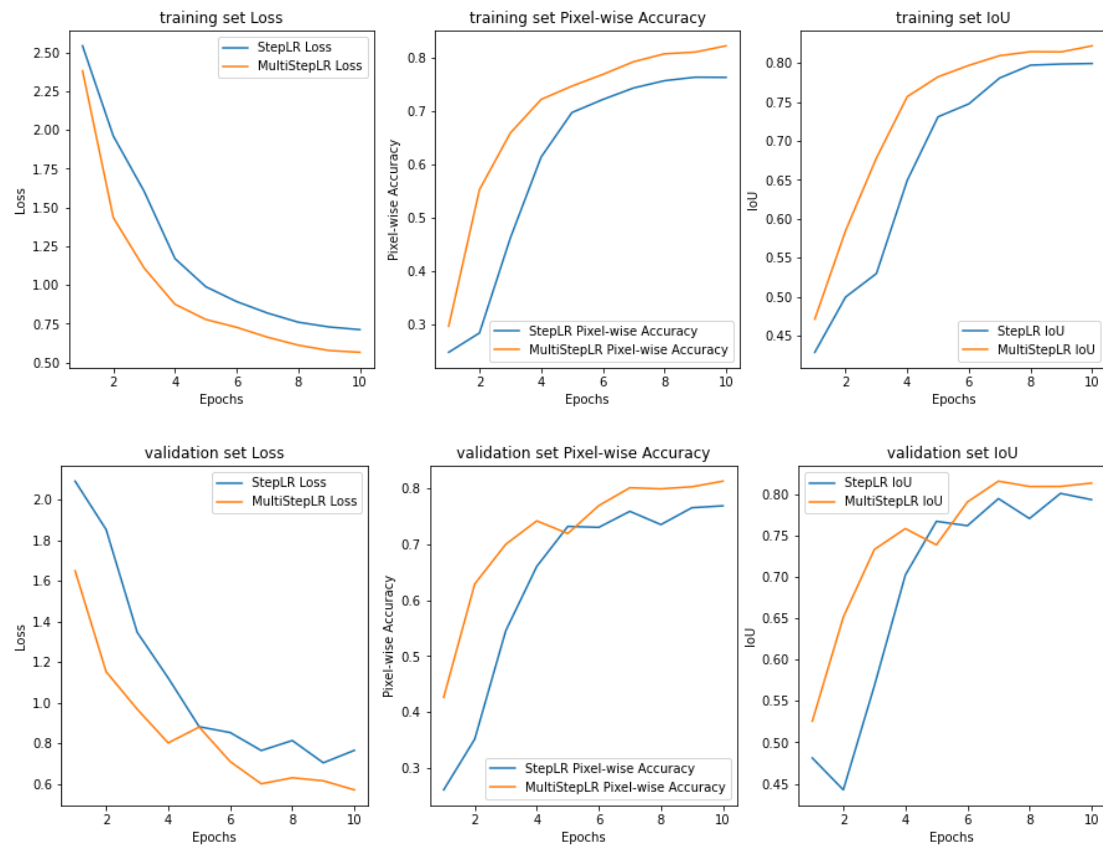 training set Loss
2.50
2.25
2.00
1.75
1.50
1.25
1.00
0.75
0.50
Loss
StepLR Loss
MultiStepLR Loss
2 4 6 8 10
Epochs
training set Pixel-wise Accuracy
0.8
0.7
0.6
0.5
0.4
0.3
Pixel-wise Accuracy
StepLR Pixel-wise Accuracy
MultiStepLR Pixel-wise Accuracy
2 4 6 8 10
Epochs
training set IoU
0.80
0.75
0.70
0.65
0.60
0.55
0.50
0.45
IoU
StepLR IoU
MultiStepLR IoU
2 4 6 8 10
Epochs
validation set Loss
2.0
1.8
1.6
1.4
1.2
1.0
0.8
0.6
Loss
StepLR Loss
MultiStepLR Loss
2 4 6 8 10
Epochs
validation set Pixel-wise Accuracy
0.8
0.7
0.6
0.5
0.4
0.3
Pixel-wise Accuracy
StepLR Pixel-wise Accuracy
MultiStepLR Pixel-wise Accuracy
2 4 6 8 10
Epochs
validation set IoU
0.80
0.75
0.70
0.65
0.60
0.55
0.50
0.45
IoU
StepLR IoU
MultiStepLR IoU
2 4 6 8 10
Epochs